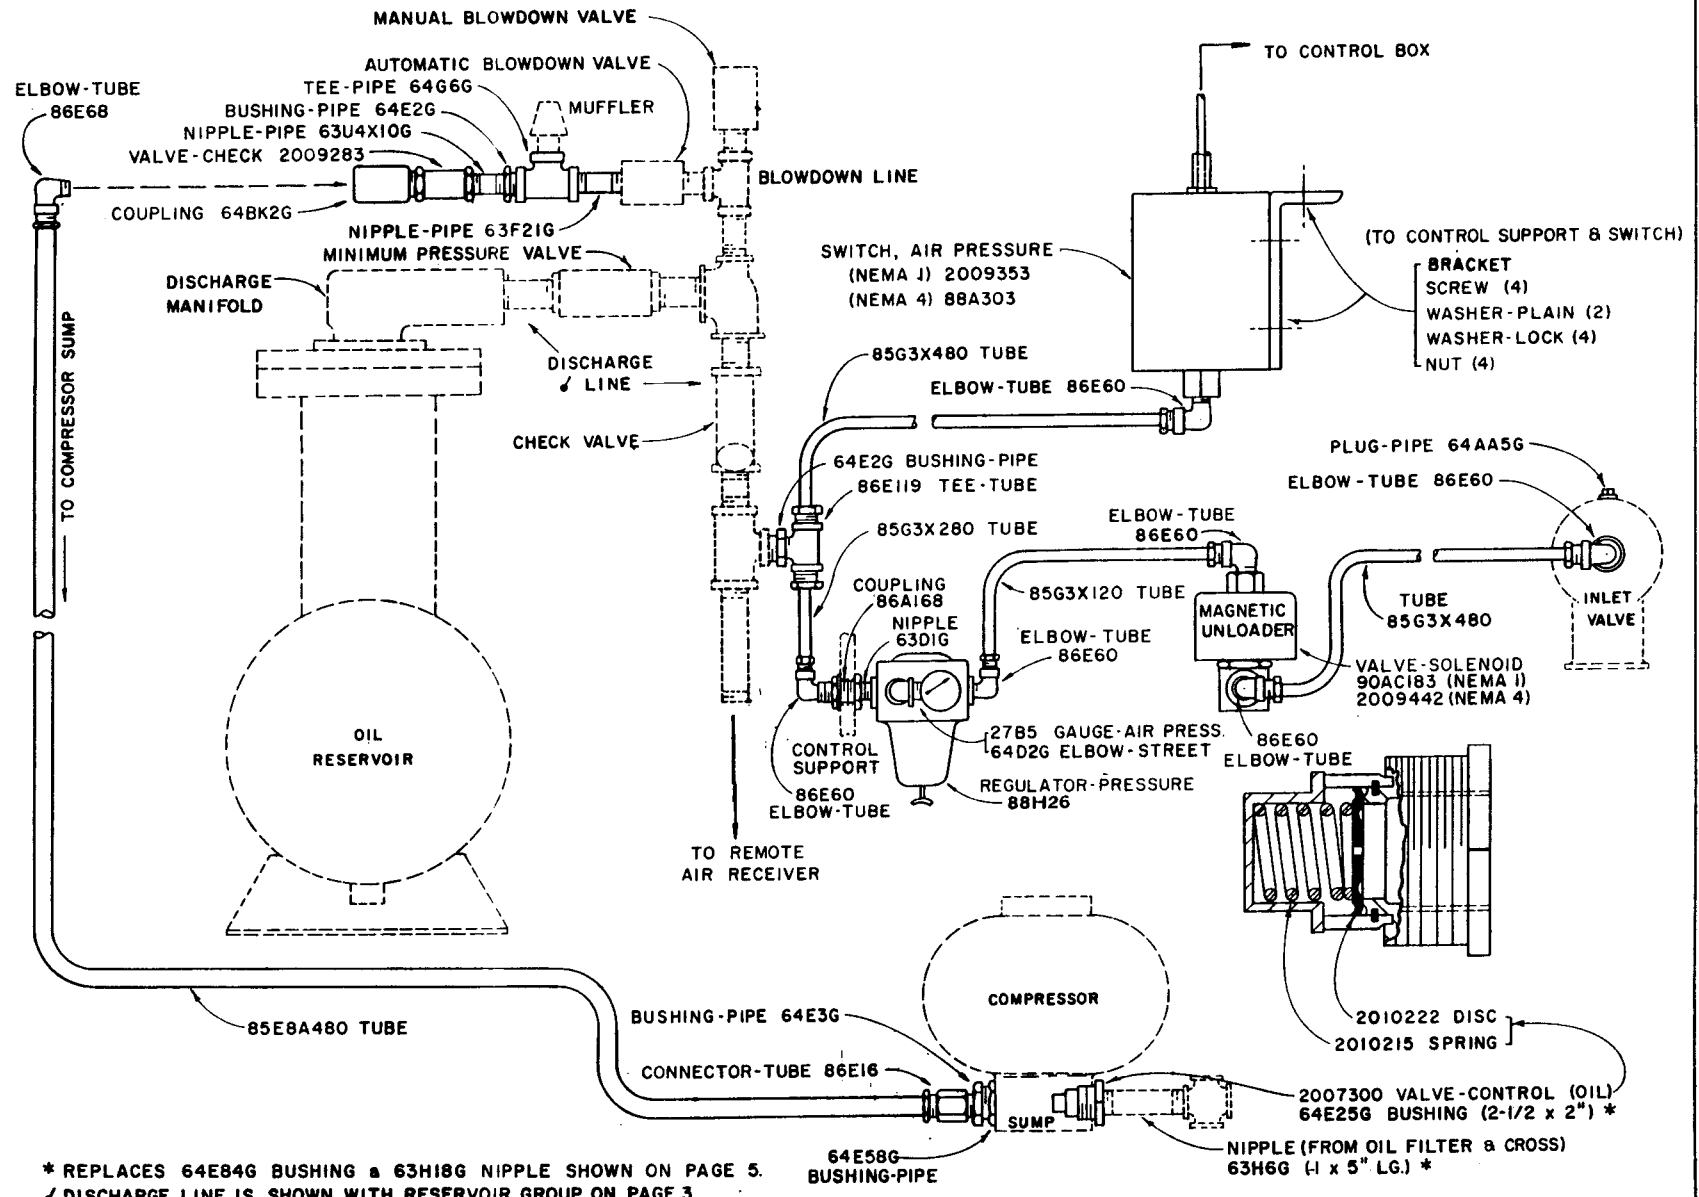 MANUAL BLOWDOWN VALVE
TO CONTROL BOX
AUTOMATIC BLOWDOWN VALVE
ELBOW-TUBE
86E68
TEE-PIPE 64G6G
MUFFLER
BUSHING-PIPE 64E2G
NIPPLE-PIPE 63U4X10G
VALVE-CHECK 2009283
BLOWDOWN LINE
COUPLING 64BK2G
NIPPLE-PIPE 63F21G
MINIMUM PRESSURE VALVE
SWITCH, AIR PRESSURE
(NEMA 1) 2009353
(NEMA 4) 88A303
(TO CONTROL SUPPORT & SWITCH)
BRACKET
SCREW (4)
WASHER-PLAIN (2)
WASHER-LOCK (4)
NUT (4)
DISCHARGE
MANIFOLD
TO COMPRESSOR SUMP
DISCHARGE
✓ LINE
85G3X480 TUBE
ELBOW-TUBE 86E60
CHECK VALVE
64E2G BUSHING-PIPE
86E119 TEE-TUBE
PLUG-PIPE 64AA5G
ELBOW-TUBE 86E60
85G3X280 TUBE
ELBOW-TUBE
86E60
COUPLING
86A168
NIPPLE
63D1G
85G3X120 TUBE
MAGNETIC
UNLOADER
TUBE
85G3X480
INLET
VALVE
ELBOW-TUBE
86E60
VALVE-SOLENOID
90AC183 (NEMA 1)
2009442 (NEMA 4)
OIL
RESERVOIR
CONTROL
SUPPORT
27B5 GAUGE-AIR PRESS.
64D2G ELBOW-STREET
86E60
ELBOW-TUBE
REGULATOR-PRESSURE
88H26
86E60
ELBOW-TUBE
TO REMOTE
AIR RECEIVER
COMPRESSOR
85E8A480 TUBE
BUSHING-PIPE 64E3G
2010222 DISC
2010215 SPRING
CONNECTOR-TUBE 86E16
SUMP
2007300 VALVE-CONTROL (OIL)
64E25G BUSHING (2-1/2 x 2") *
64E58G
BUSHING-PIPE
NIPPLE (FROM OIL FILTER & CROSS)
63H6G (1 x 5" LG.) *
* REPLACES 64E84G BUSHING & 63H18G NIPPLE SHOWN ON PAGE 5.
✓ DISCHARGE LINE IS SHOWN WITH RESERVOIR GROUP ON PAGE 3